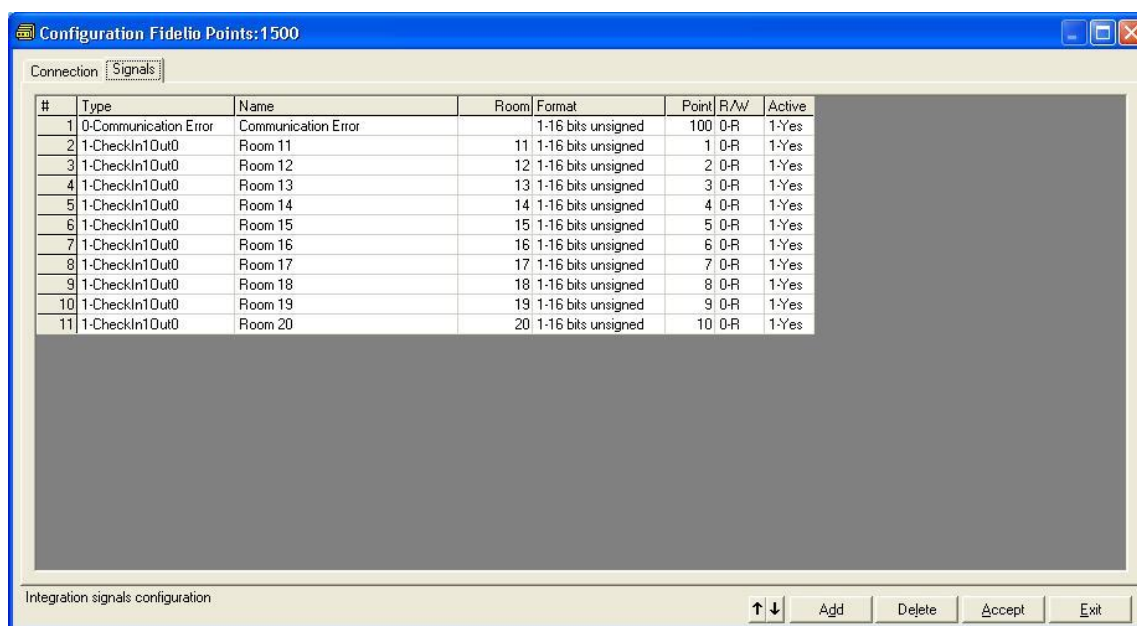 Configuration Fidelio Points:1500
Connection Signals
# Type Name Room Format Point R/W Active
1 0-Communication Error Communication Error 1-16 bits unsigned 100 0-R 1-Yes
2 1-CheckIn1Out0 Room 11 11 1-16 bits unsigned 1 0-R 1-Yes
3 1-CheckIn1Out0 Room 12 12 1-16 bits unsigned 2 0-R 1-Yes
4 1-CheckIn1Out0 Room 13 13 1-16 bits unsigned 3 0-R 1-Yes
5 1-CheckIn1Out0 Room 14 14 1-16 bits unsigned 4 0-R 1-Yes
6 1-CheckIn1Out0 Room 15 15 1-16 bits unsigned 5 0-R 1-Yes
7 1-CheckIn1Out0 Room 16 16 1-16 bits unsigned 6 0-R 1-Yes
8 1-CheckIn1Out0 Room 17 17 1-16 bits unsigned 7 0-R 1-Yes
9 1-CheckIn1Out0 Room 18 18 1-16 bits unsigned 8 0-R 1-Yes
10 1-CheckIn1Out0 Room 19 19 1-16 bits unsigned 9 0-R 1-Yes
11 1-CheckIn1Out0 Room 20 20 1-16 bits unsigned 10 0-R 1-Yes
Integration signals configuration
Add Delete Accept Exit